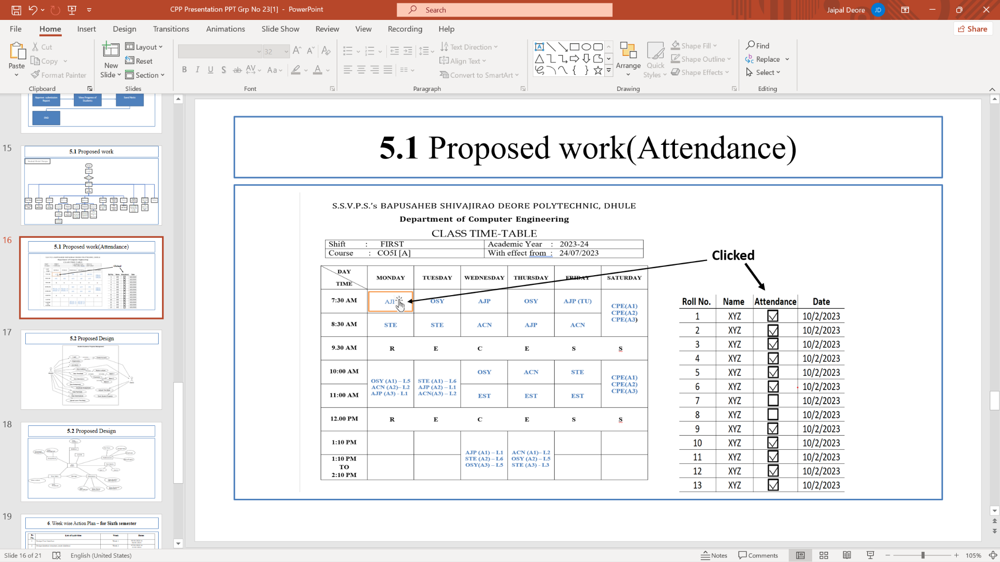 CPP Presentation PPT Grp No 23[1] - PowerPoint
Search
Jaipal Deore JD
File Home Insert Design Transitions Animations Slide Show Review View Recording Help
Share
Paste
Cut
Copy
Format Painter
Clipboard
New Slide
Layout
Reset
Section
Slides
32
B I U S ab AV Aa A
Font
Text Direction
Align Text
Convert to SmartArt
Paragraph
Arrange
Quick Styles
Shape Fill
Shape Outline
Shape Effects
Drawing
Find
Replace
Select
Editing
Approve submission Report
View Progress of Students
Send Notic
END
15
5.1 Proposed work
16
5.1 Proposed work(Attendance)
17
5.2 Proposed Design
18
5.2 Proposed Design
19
6. Week wise Action Plan – for Sixth semester
Sr. No. List of Activities Week Dates
5.1 Proposed work(Attendance)
S.S.V.P.S.'s BAPUSAHEB SHIVAJIRAO DEORE POLYTECHNIC, DHULE
Department of Computer Engineering
CLASS TIME-TABLE
Shift : FIRST Academic Year : 2023-24
Course : CO5I [A] With effect from : 24/07/2023
DAY
TIME
MONDAY TUESDAY WEDNESDAY THURSDAY FRIDAY SATURDAY
7:30 AM AJP OSY AJP OSY AJP (TU)
CPE(A1)
CPE(A2)
CPE(A3)
8:30 AM STE STE ACN AJP ACN
9.30 AM R E C E S S
10:00 AM OSY ACN STE
OSY (A1) – L5
ACN (A2)– L2
AJP (A3) - L1
STE (A1) – L6
AJP (A2) – L1
ACN(A3) – L2
CPE(A1)
CPE(A2)
CPE(A3)
11:00 AM EST EST EST
12.00 PM R E C E S S
1:10 PM
AJP (A1) – L1
STE (A2) – L6
OSY(A3) – L5
ACN (A1)– L2
OSY (A2) – L5
STE (A3) - L3
1:10 PM
TO
2:10 PM
Clicked
Roll No. Name Attendance Date
1 XYZ 10/2/2023
2 XYZ 10/2/2023
3 XYZ 10/2/2023
4 XYZ 10/2/2023
5 XYZ 10/2/2023
6 XYZ 10/2/2023
7 XYZ 10/2/2023
8 XYZ 10/2/2023
9 XYZ 10/2/2023
10 XYZ 10/2/2023
11 XYZ 10/2/2023
12 XYZ 10/2/2023
13 XYZ 10/2/2023
Slide 16 of 21
English (United States)
Notes
Comments
105%